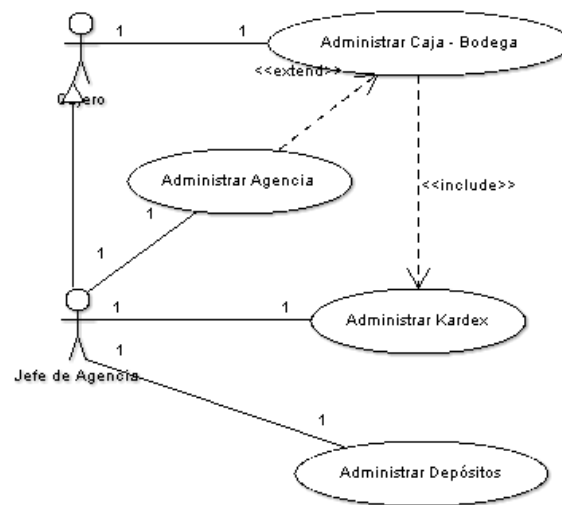 1
1
Administrar Caja - Bodega
<<extend>>
Administrar Agencia
<<include>>
1
1
1
1
Administrar Kardex
1
Jefe de Agencia
1
Administrar Depósitos